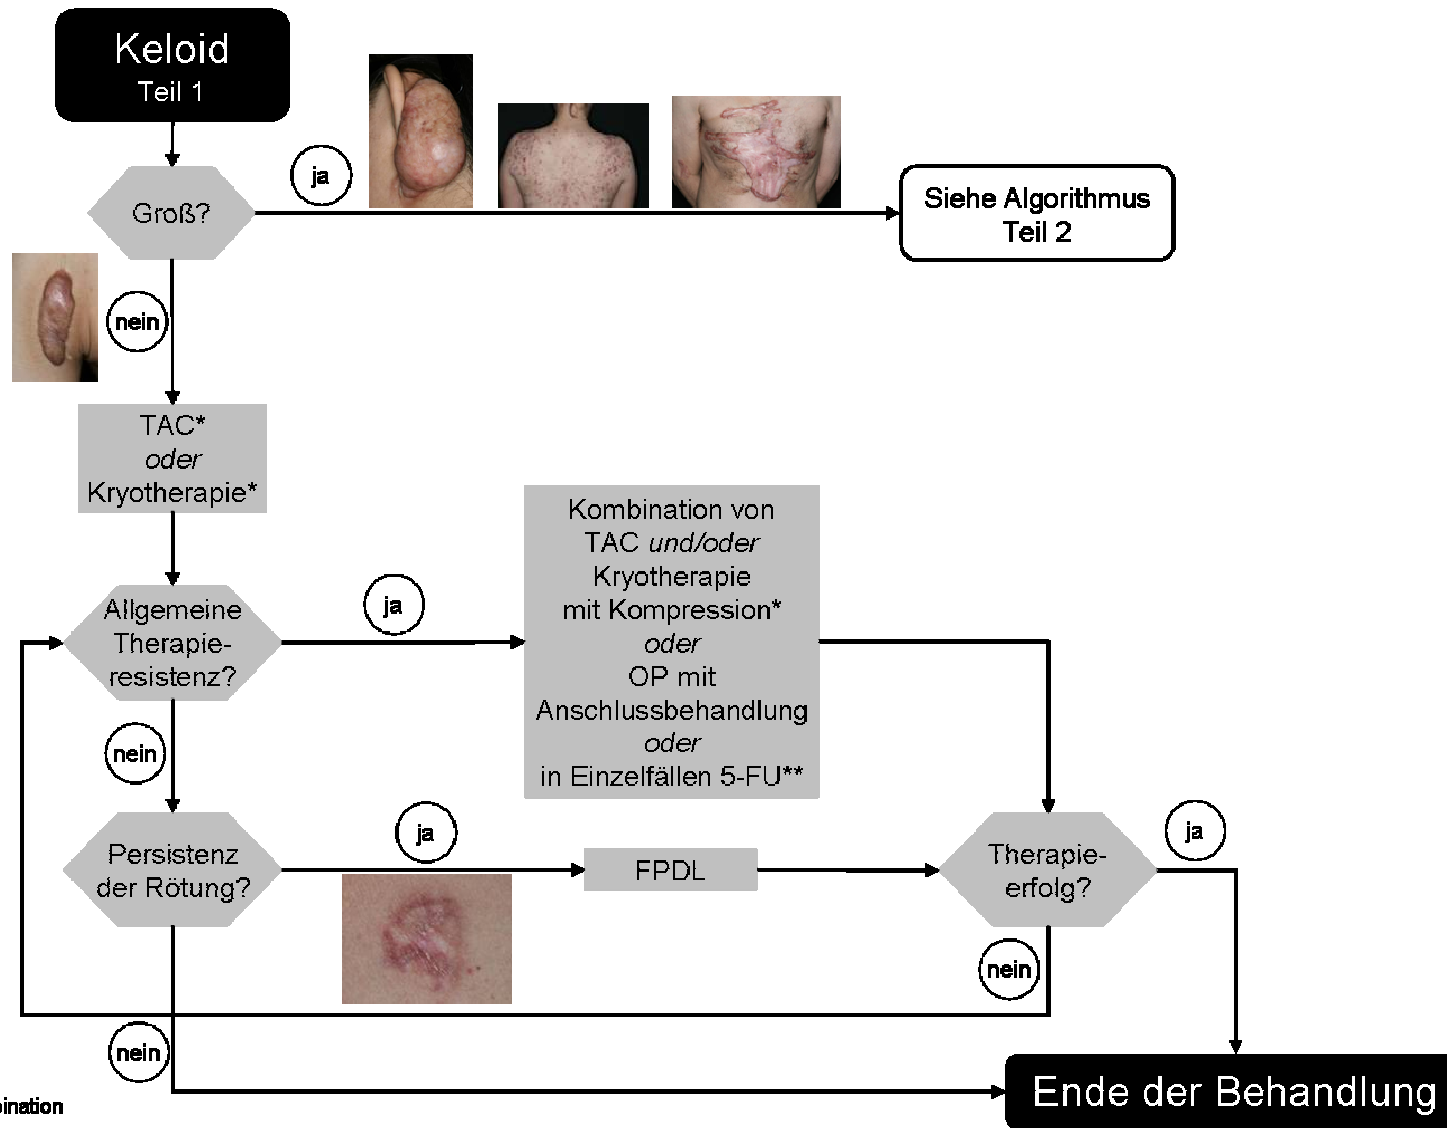 Keloid
Teil 1
ja
Groß?
Siehe Algorithmus
Teil 2
nein
TAC*
oder
Kryotherapie*
Allgemeine
Therapie-
resistenz?
ja
Kombination von
TAC und/oder
Kryotherapie
mit Kompression*
oder
OP mit
Anschlussbehandlung
oder
in Einzelfällen 5-FU**
nein
Persistenz
der Rötung?
ja
FPDL
Therapie-
erfolg?
ja
nein
nein
Ende der Behandlung